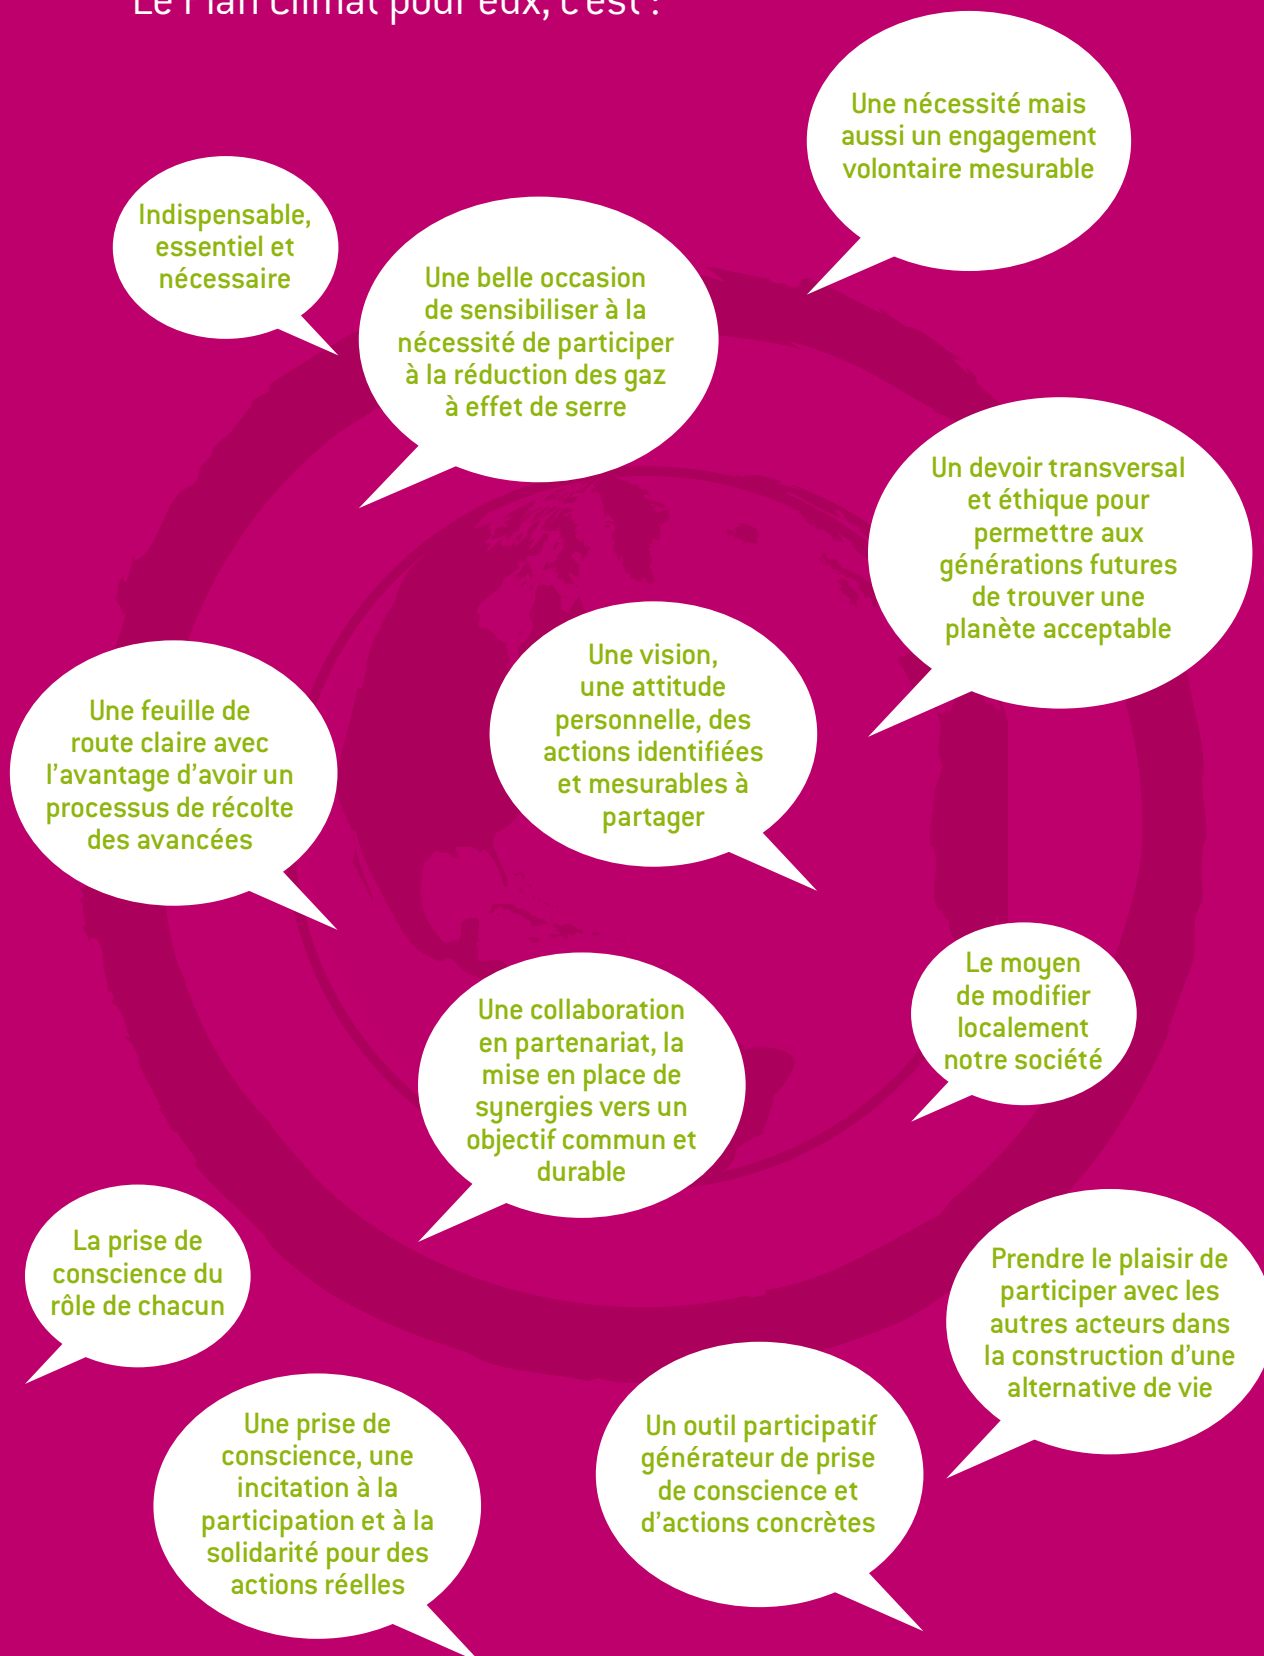 Le Plan climat pour eux, c'est :
Une nécessité mais
aussi un engagement
volontaire mesurable
Indispensable,
essentiel et
nécessaire
Une belle occasion
de sensibiliser à la
nécessité de participer
à la réduction des gaz
à effet de serre
Un devoir transversal
et éthique pour
permettre aux
générations futures
de trouver une
planète acceptable
Une vision,
une attitude
personnelle, des
actions identifiées
et mesurables à
partager
Une feuille de
route claire avec
l’avantage d’avoir un
processus de récolte
des avancées
Le moyen
de modifier
localement
notre société
Une collaboration
en partenariat, la
mise en place de
synergies vers un
objectif commun et
durable
La prise de
conscience du
rôle de chacun
Prendre le plaisir de
participer avec les
autres acteurs dans
la construction d’une
alternative de vie
Une prise de
conscience, une
incitation à la
participation et à la
solidarité pour des
actions réelles
Un outil participatif
générateur de prise
de conscience et
d’actions concrètes